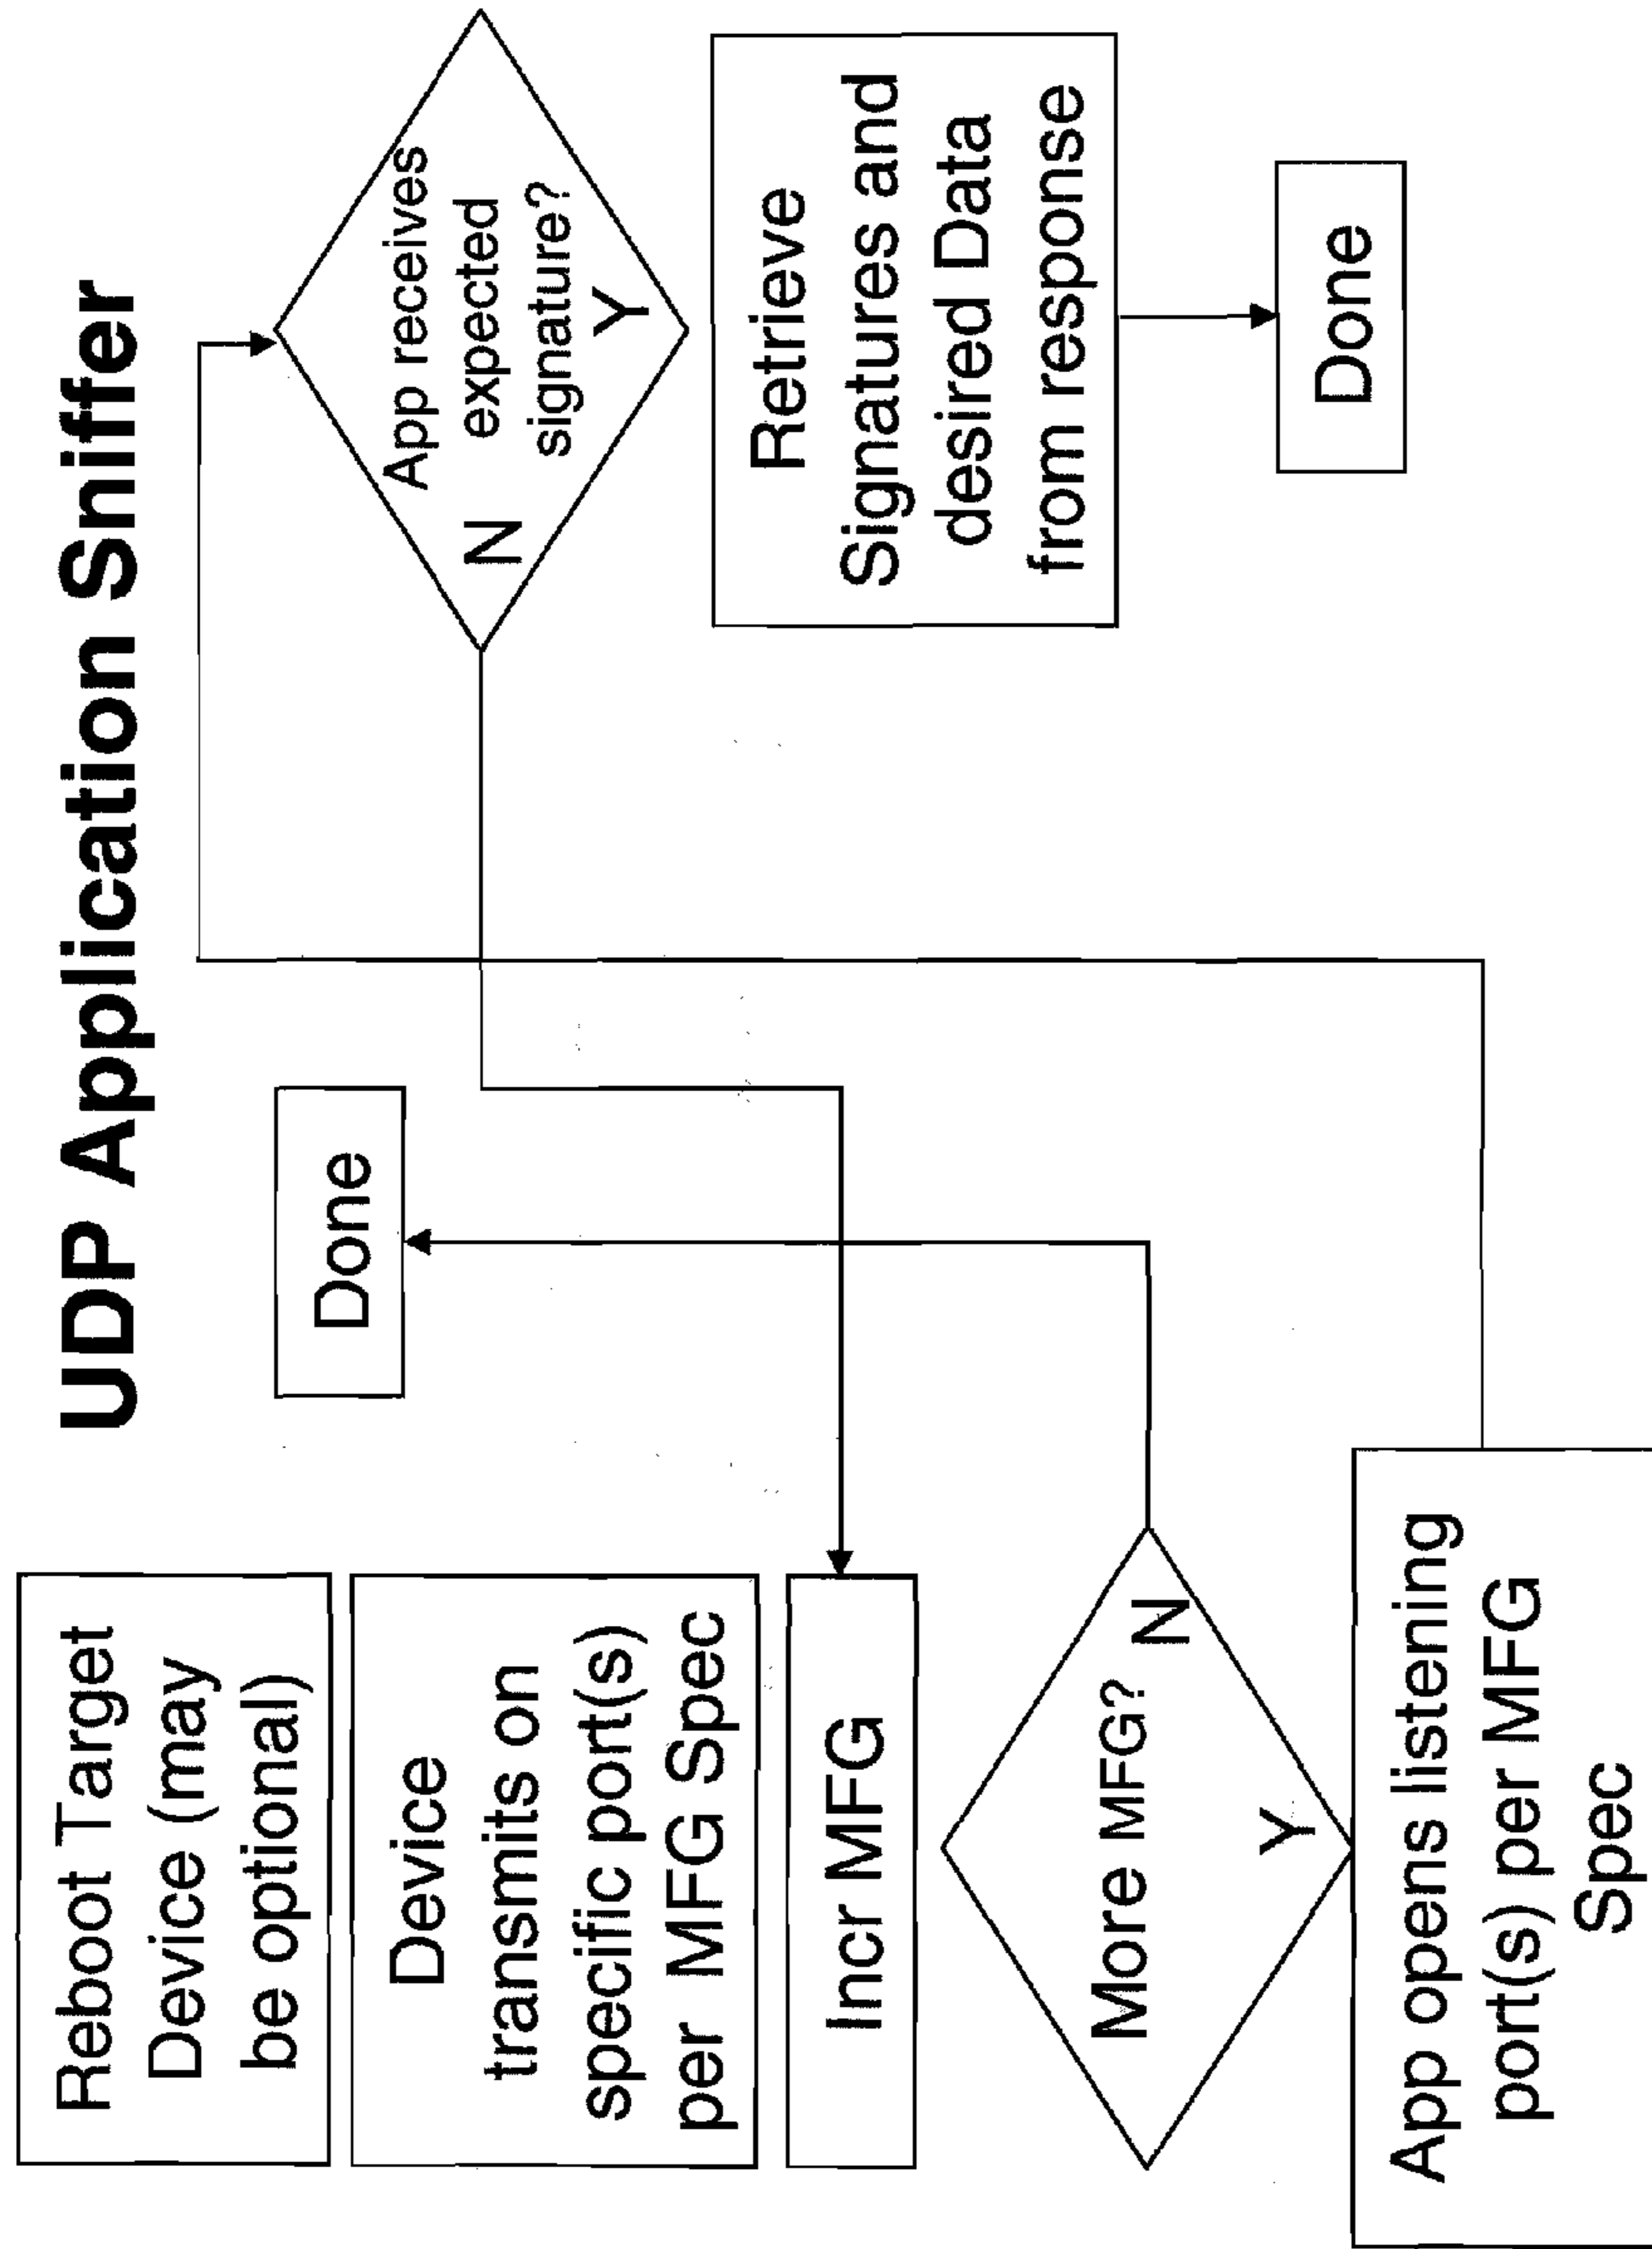 UDP Application Sniffer
Reboot Target
Device (may
be optional)
Device
transmits on
specific port(s)
per MFG Spec
Incr MFG
More MFG?
N
Y
App opens listening
port(s) per MFG
Spec
Done
App receives
expected
signature?
N
Y
Retrieve
Signatures and
desired Data
from response
Done